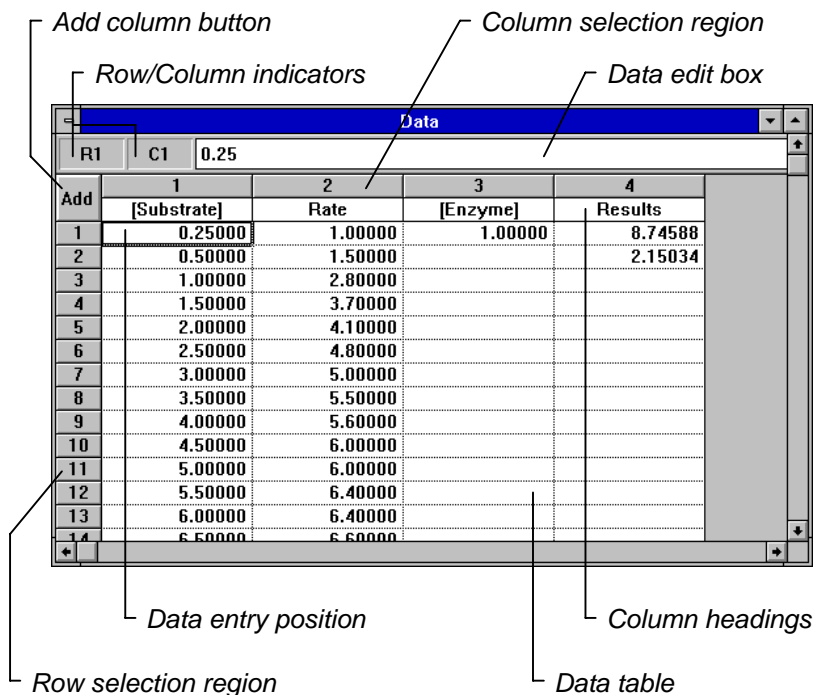 Add column button Column selection region
Row/Column indicators Data edit box
Data
R1 C1 0.25
Add 1 2 3 4
[Substrate] Rate [Enzyme] Results
1 0.25000 1.00000 1.00000 8.74588
2 0.50000 1.50000 2.15034
3 1.00000 2.80000
4 1.50000 3.70000
5 2.00000 4.10000
6 2.50000 4.80000
7 3.00000 5.00000
8 3.50000 5.50000
9 4.00000 5.60000
10 4.50000 6.00000
11 5.00000 6.00000
12 5.50000 6.40000
13 6.00000 6.40000
14 6.50000 6.60000
Data entry position Column headings
Row selection region Data table